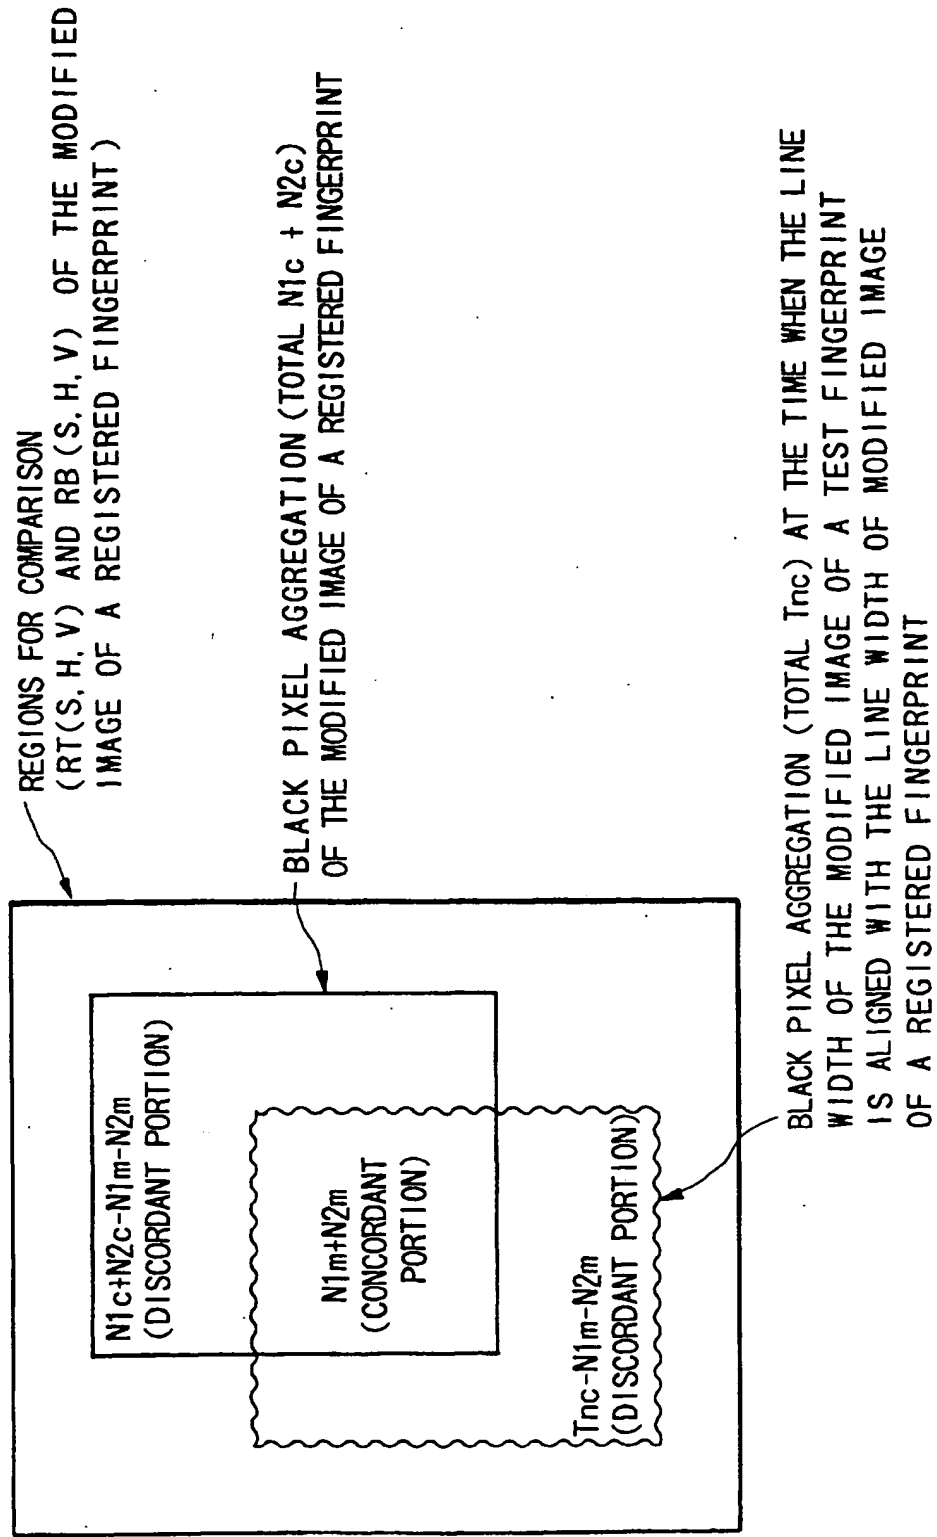 REGIONS FOR COMPARISON
(RT(S, H, V) AND RB(S, H, V) OF THE MODIFIED
IMAGE OF A REGISTERED FINGERPRINT)
BLACK PIXEL AGGREGATION (TOTAL N1c + N2c)
OF THE MODIFIED IMAGE OF A REGISTERED FINGERPRINT
N1c+N2c-N1m-N2m
(DISCORDANT PORTION)
N1m+N2m
(CONCORDANT
PORTION)
Tnc-N1m-N2m
(DISCORDANT PORTION)
BLACK PIXEL AGGREGATION (TOTAL Tnc) AT THE TIME WHEN THE LINE
WIDTH OF THE MODIFIED IMAGE OF A TEST FINGERPRINT
IS ALIGNED WITH THE LINE WIDTH OF MODIFIED IMAGE
OF A REGISTERED FINGERPRINT